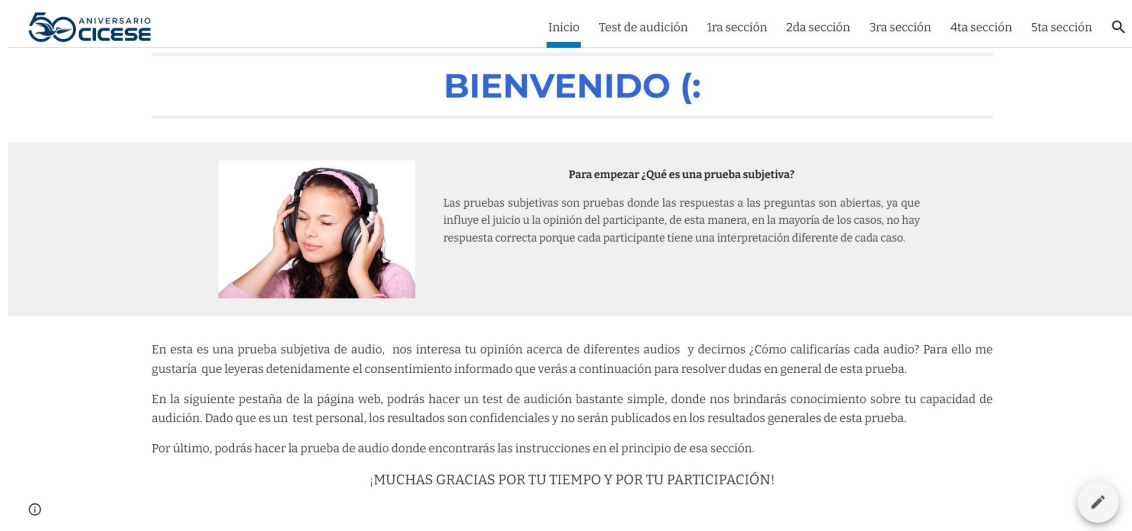 50 ANIVERSARIO
CICESE
Inicio Test de audición 1ra sección 2da sección 3ra sección 4ta sección 5ta sección
BIENVENIDO (:
Para empezar ¿Qué es una prueba subjetiva?
Las pruebas subjetivas son pruebas donde las respuestas a las preguntas son abiertas, ya que
influye el juicio u la opinión del participante, de esta manera, en la mayoría de los casos, no hay
respuesta correcta porque cada participante tiene una interpretación diferente de cada caso.
En esta es una prueba subjetiva de audio, nos interesa tu opinión acerca de diferentes audios y decirnos ¿Cómo calificarías cada audio? Para ello me
gustaría que leyeras detenidamente el consentimiento informado que verás a continuación para resolver dudas en general de esta prueba.
En la siguiente pestaña de la página web, podrás hacer un test de audición bastante simple, donde nos brindarás conocimiento sobre tu capacidad de
audición. Dado que es un test personal, los resultados son confidenciales y no serán publicados en los resultados generales de esta prueba.
Por último, podrás hacer la prueba de audio donde encontrarás las instrucciones en el principio de esa sección.
¡MUCHAS GRACIAS POR TU TIEMPO Y POR TU PARTICIPACIÓN!